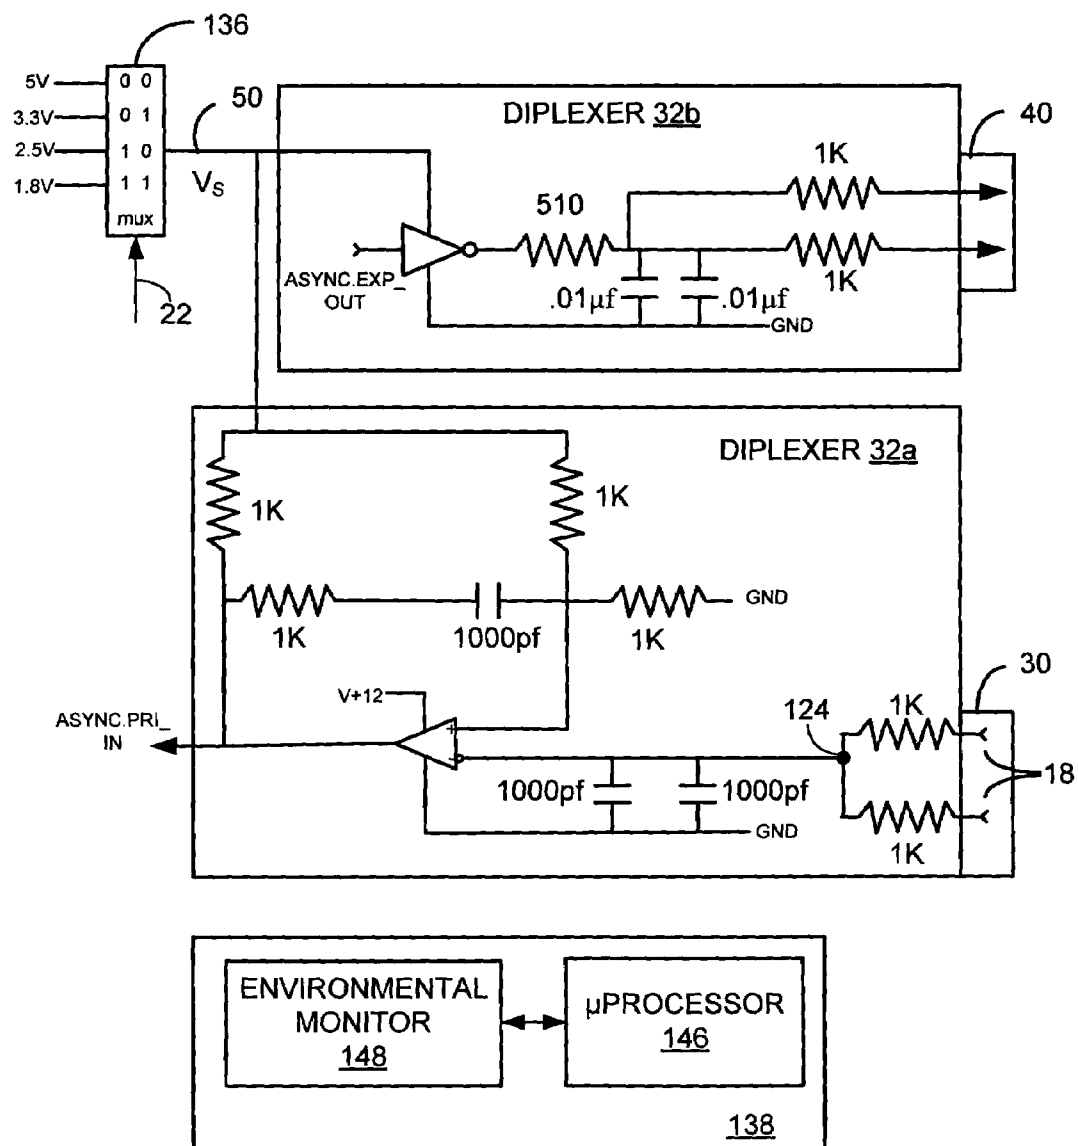 136
5V
0 0
3.3V
0 1
2.5V
1 0
1.8V
1 1
mux
22
50
VS
DIPLEXER 32b
40
1K
510
1K
ASYNC.EXP_
OUT
.01µf
.01µf
GND
DIPLEXER 32a
1K
1K
1K
1000pf
1K
GND
V+12
ASYNC.PRI_
IN
+
-
1000pf
1000pf
GND
124
1K
1K
30
18
ENVIRONMENTAL
MONITOR
148
µPROCESSOR
146
138